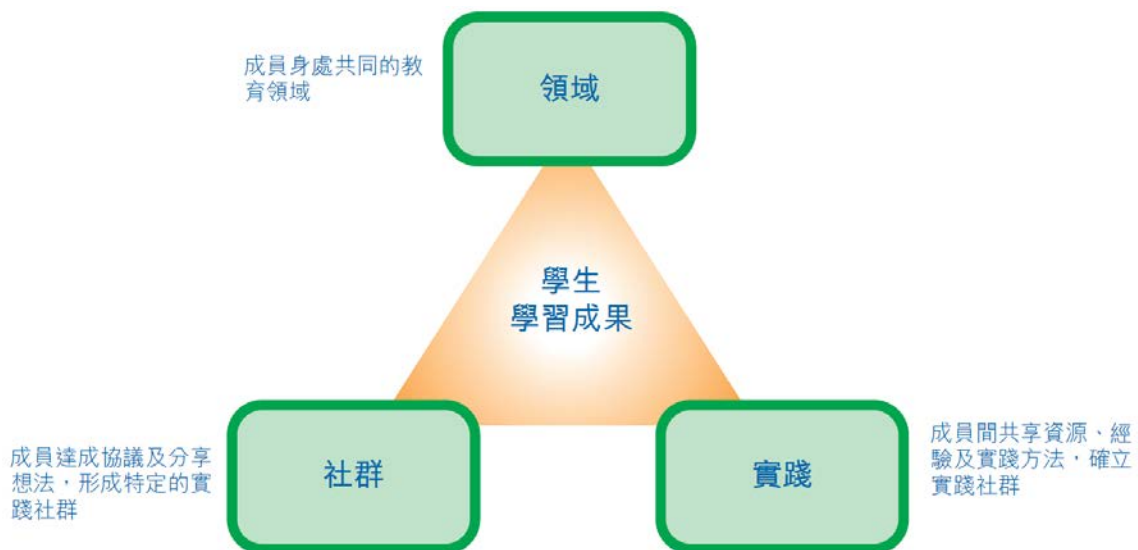 成員身處共同的教
育領域
領域
學生
學習成果
成員達成協議及分享
想法，形成特定的實
踐社群
社群
實踐
成員間共享資源、經
驗及實踐方法，確立
實踐社群